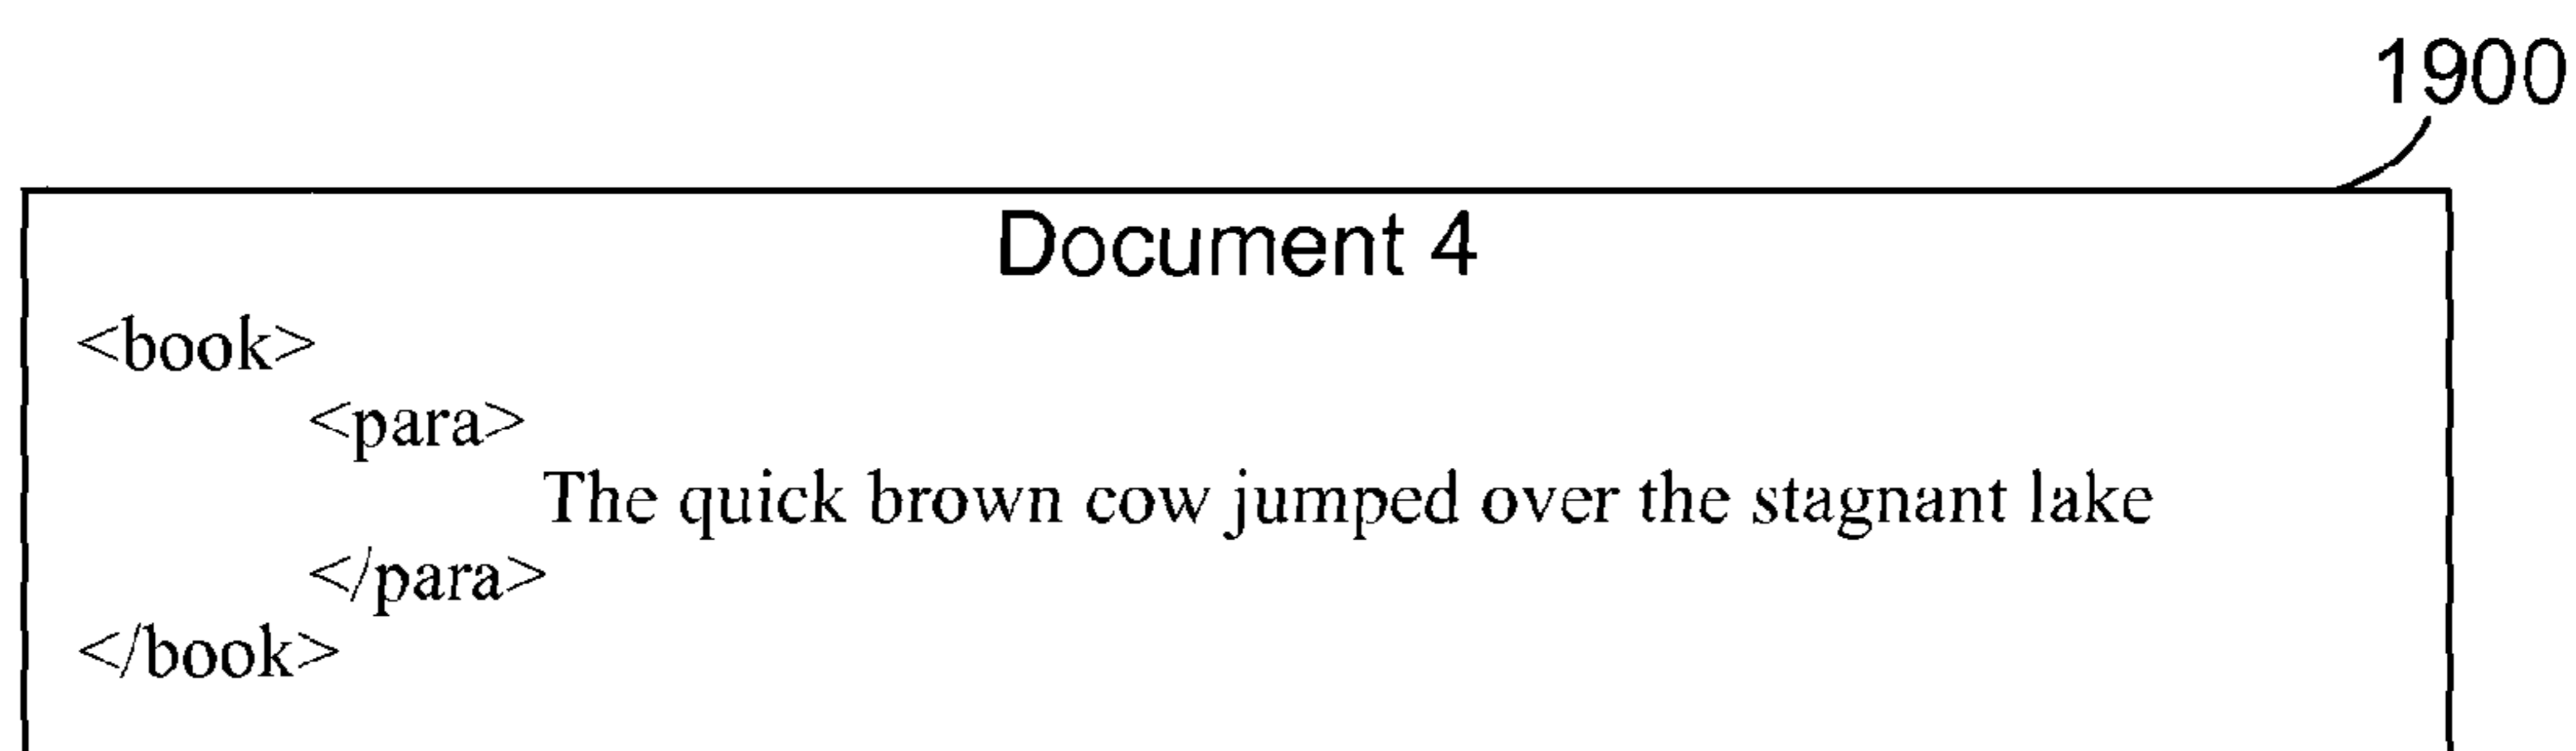 1900
Document 4
<book>
<para>
The quick brown cow jumped over the stagnant lake
</para>
</book>